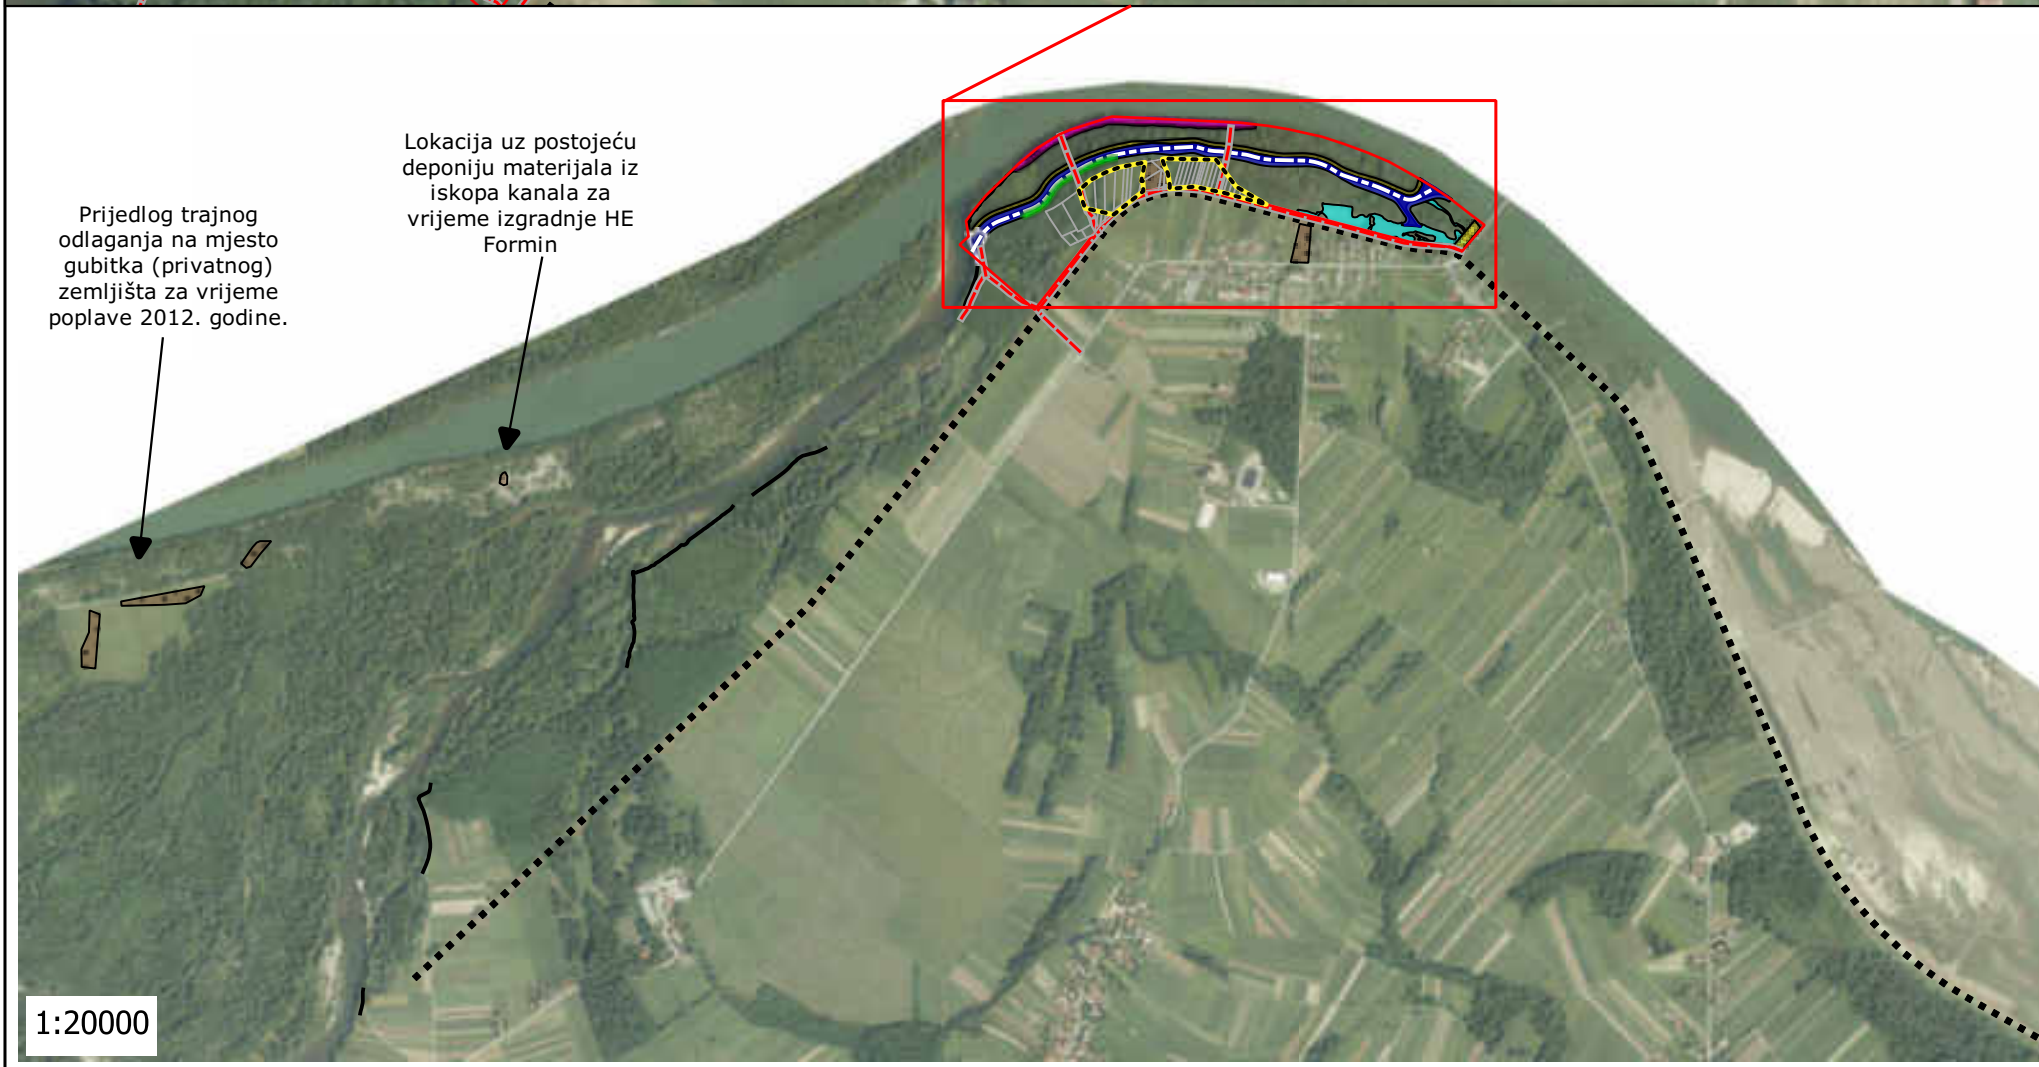 Lokacija uz postojeću
deponiju materijala iz
iskopa kanala za
vrijeme izgradnje HE
Formin
Prijedlog trajnog
odlaganja na mjesto
gubitka (privatnog)
zemljišta za vrijeme
poplave 2012. godine.
1:20000